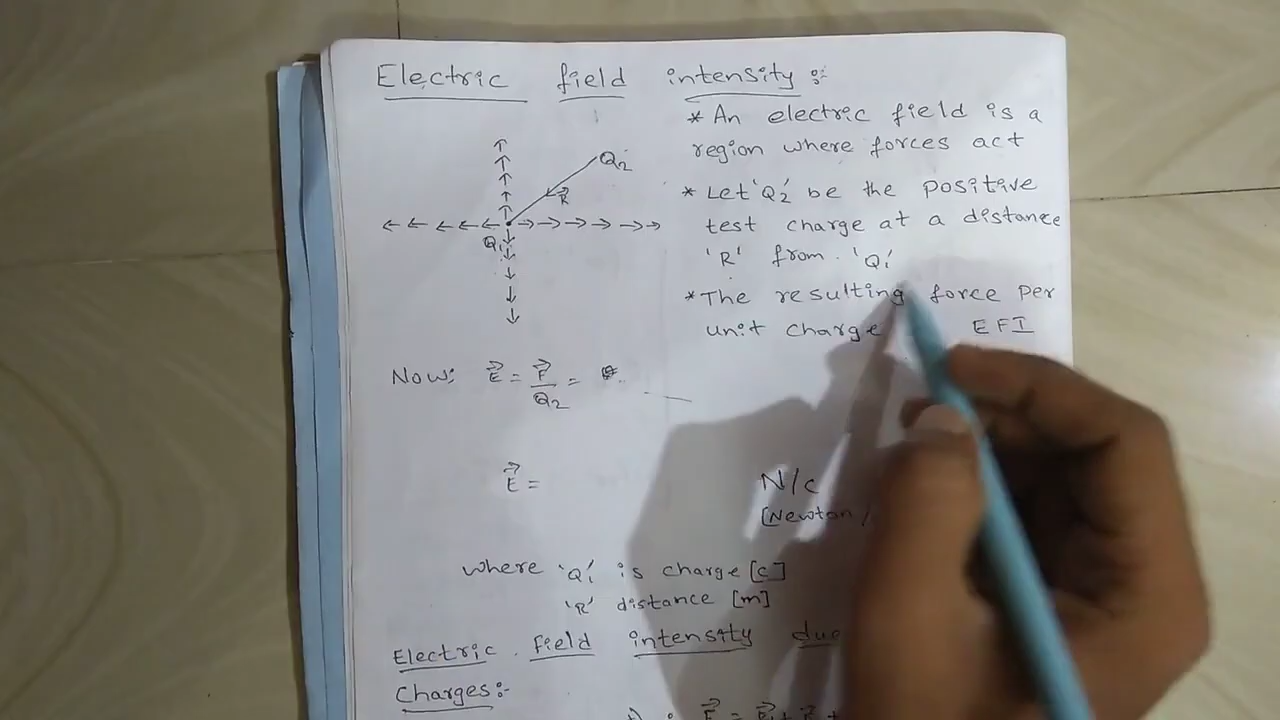 Electric field intensity :-
* An electric field is a
region where forces act
* Let 'Q2' be the positive
test charge at a distance
'R' from 'Q1'
* The resulting force per
unit charge EFI
Q2
R
Q1
Now: E = F/Q2 =
E = N/C
[Newton/
where 'Q1' is charge [c]
'R' distance [m]
Electric Field intensity due
Charges:-
E = E1 +